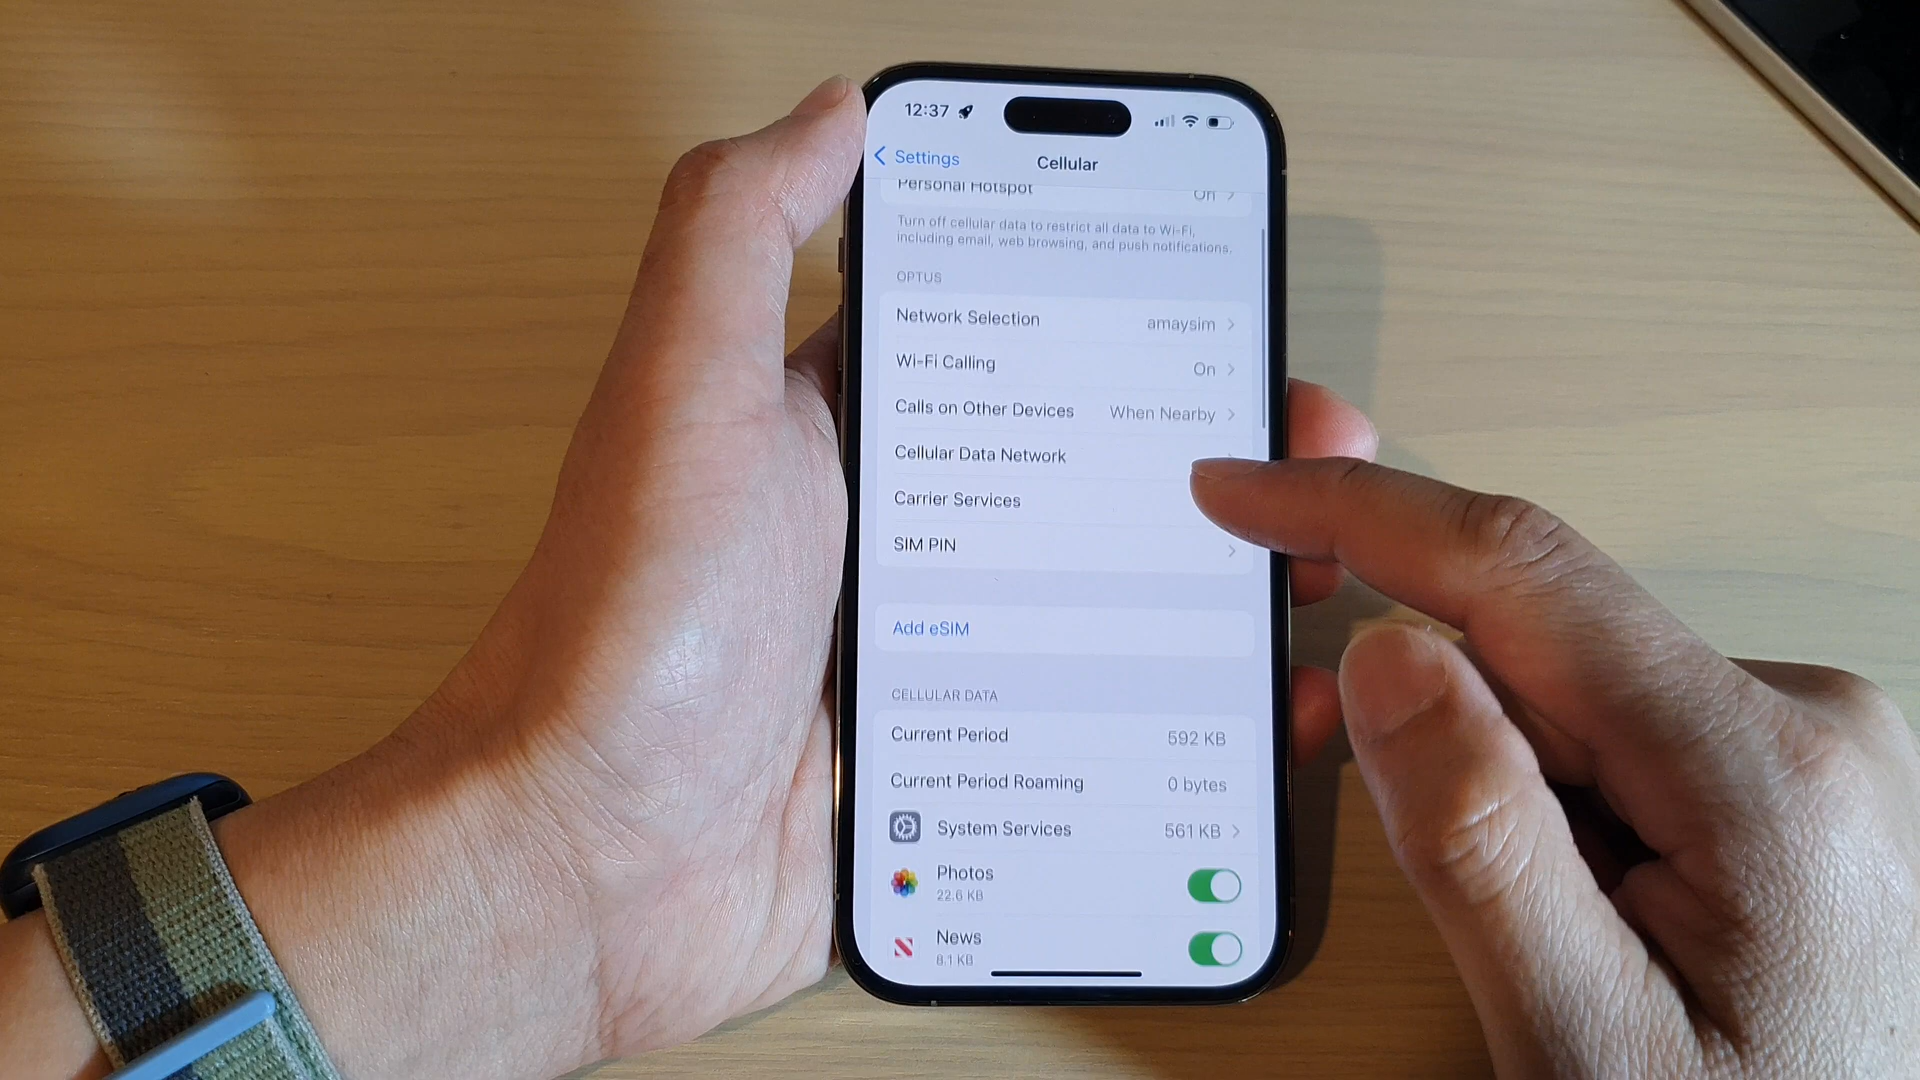 12:37
Settings
Cellular
Personal Hotspot On
Turn off cellular data to restrict all data to Wi-Fi,
including email, web browsing, and push notifications.
OPTUS
Network Selection amaysim
Wi-Fi Calling On
Calls on Other Devices When Nearby
Cellular Data Network
Carrier Services
SIM PIN
Add eSIM
CELLULAR DATA
Current Period 592 KB
Current Period Roaming 0 bytes
System Services 561 KB
Photos
22.6 KB
News
8.1 KB